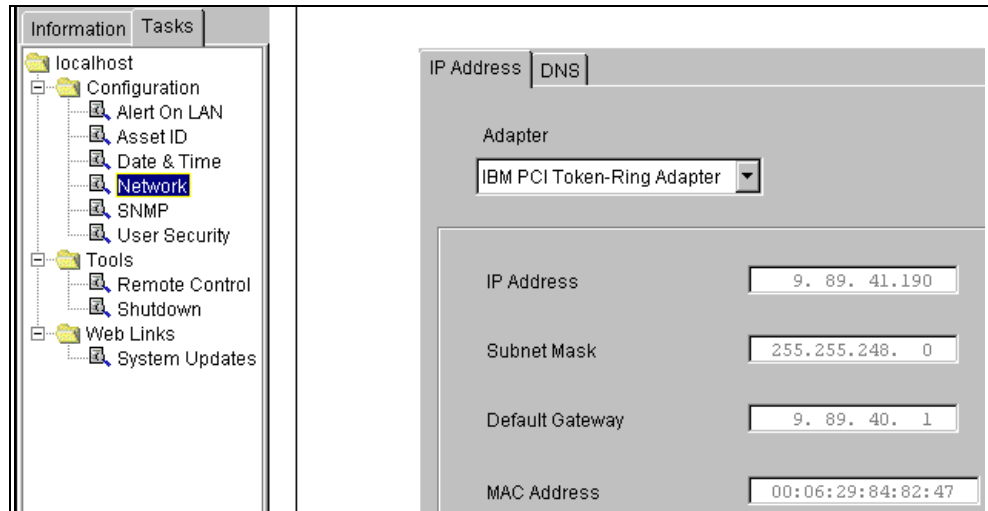 Information Tasks
localhost
Configuration
Alert On LAN
Asset ID
Date & Time
Network
SNMP
User Security
Tools
Remote Control
Shutdown
Web Links
System Updates
IP Address DNS
Adapter
IBM PCI Token-Ring Adapter
IP Address 9. 89. 41.190
Subnet Mask 255.255.248. 0
Default Gateway 9. 89. 40. 1
MAC Address 00:06:29:84:82:47